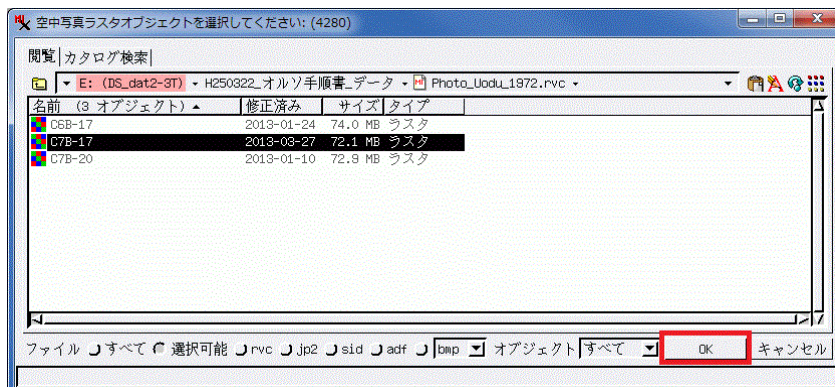 空中写真ラスタオブジェクトを選択してください: (4280)
閲覧 カタログ検索
E: (DS_dat2-3T) H250322_オルソ手順書_データ Photo_Uodu_1972.rvc
名前 (3 オブジェクト) 修正済み サイズ タイプ
C6B-17 2013-01-24 74.0 MB ラスタ
C7B-17 2013-03-27 72.1 MB ラスタ
C7B-20 2013-01-10 72.9 MB ラスタ
ファイル すべて 選択可能 rvc jp2 sid adf bmp オブジェクト すべて OK キャンセル